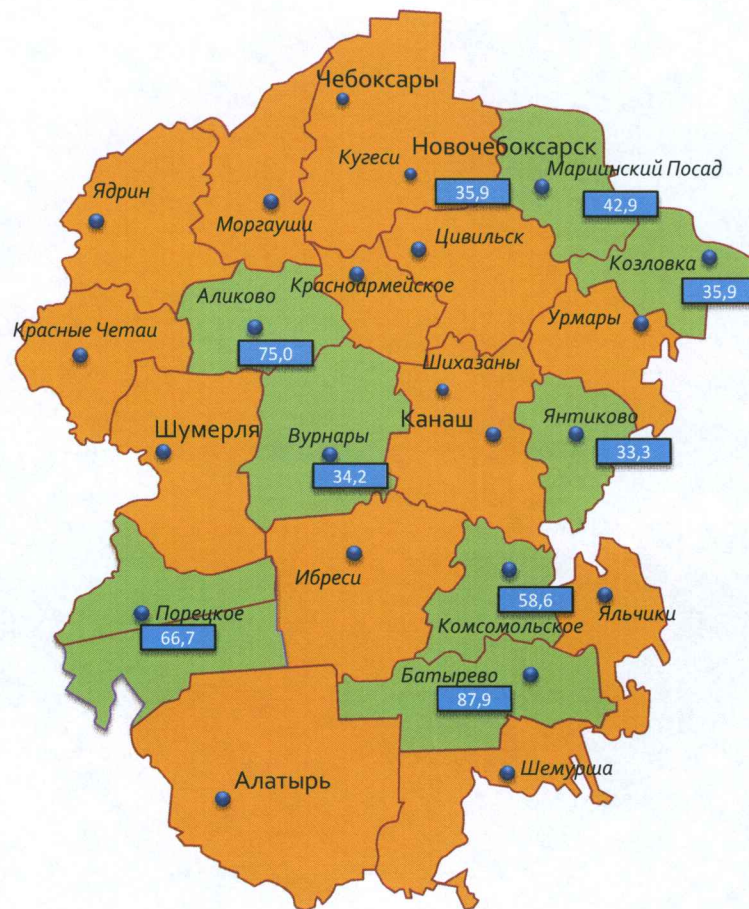 Чебоксары
Новочебоксарск
Кугеси
Мариинский Посад
35,9
42,9
Ядрин
Моргауши
Цивильск
Козловка
35,9
Красноармейское
Аликово
75,0
Урмары
Красные Четаи
Шихазаны
Канаш
Янтиково
33,3
Шумерля
Вурнары
34,2
Ибреси
58,6
Комсомольское
Яльчики
Порецкое
66,7
Батырево
87,9
Шемурша
Алатырь